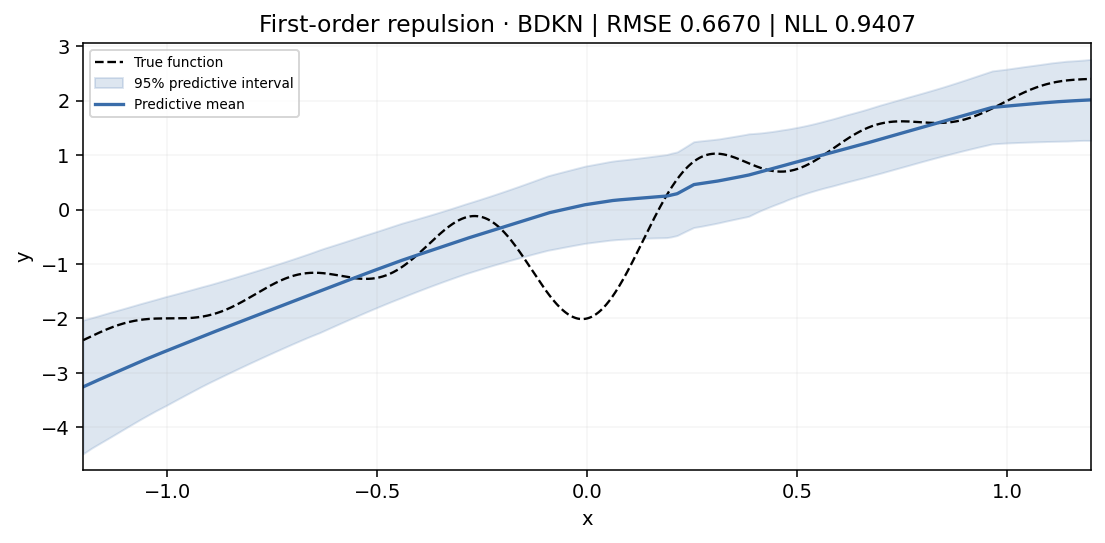 First-order repulsion · BDKN | RMSE 0.6670 | NLL 0.9407
True function
95% predictive interval
Predictive mean
3
2
1
0
−1
−2
−3
−4
y
−1.0 −0.5 0.0 0.5 1.0
x